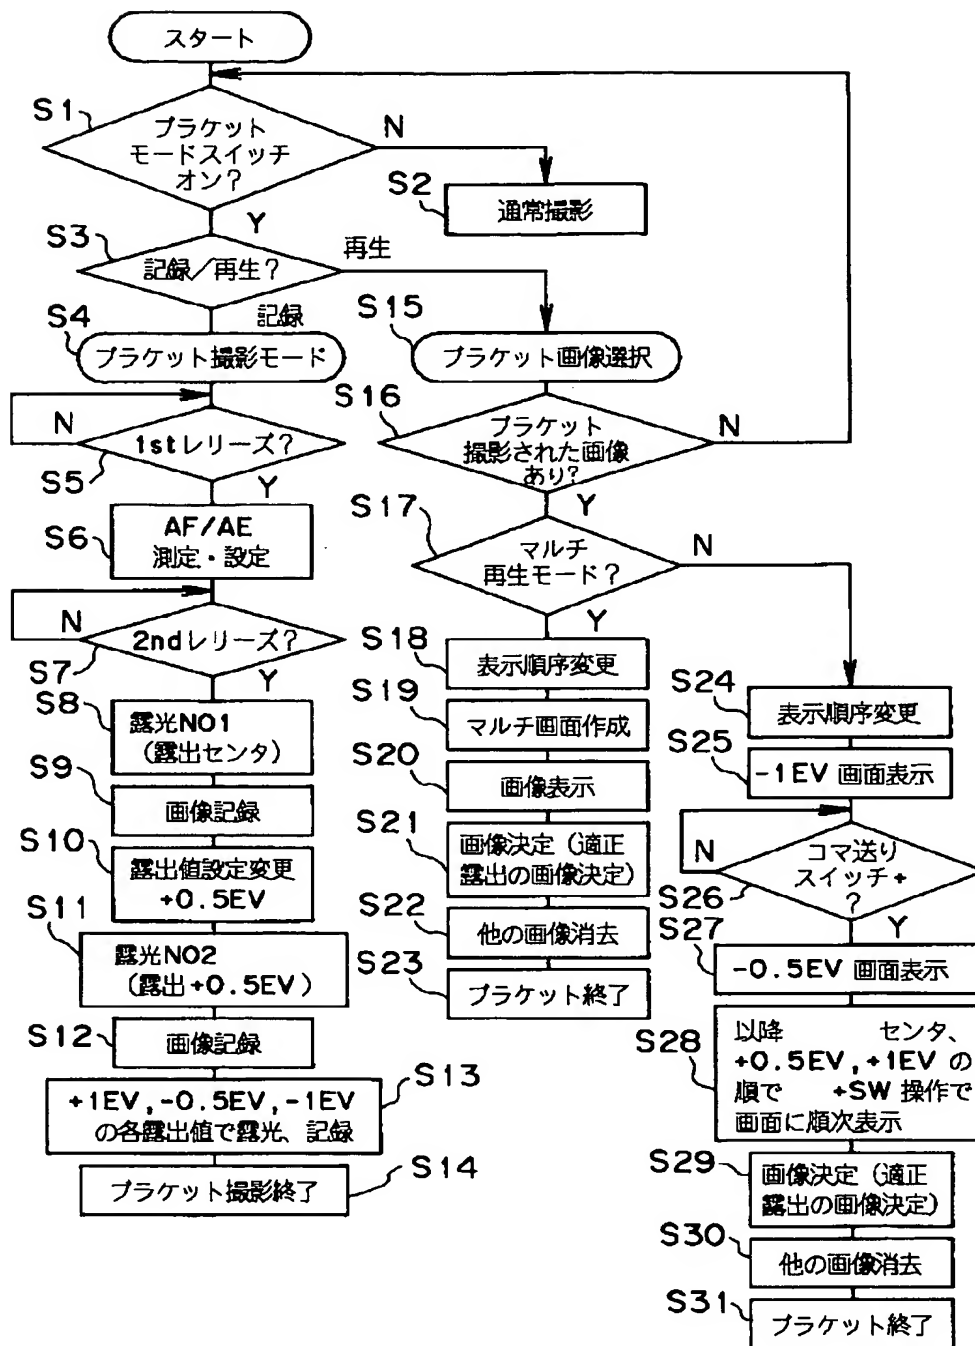 スタート
S1
ブラケット
モードスイッチ
オン？
N
Y
S2
通常撮影
S3
記録／再生？
再生
記録
S4
ブラケット撮影モード
N
S5
1stレリーズ？
Y
S6
AF/AE
測定・設定
N
S7
2ndレリーズ？
Y
S8
露光NO1
（露出センタ）
S9
画像記録
S10
露出値設定変更
+0.5EV
S11
露光NO2
（露出+0.5EV）
S12
画像記録
S13
+1EV,-0.5EV,-1EV
の各露出値で露光、記録
S14
ブラケット撮影終了
S15
ブラケット画像選択
S16
ブラケット
撮影された画像
あり？
N
Y
S17
マルチ
再生モード？
N
Y
S18
表示順序変更
S19
マルチ画面作成
S20
画像表示
S21
画像決定（適正
露出の画像決定）
S22
他の画像消去
S23
ブラケット終了
S24
表示順序変更
S25
-1EV 画面表示
N
S26
コマ送り
スイッチ+
？
Y
S27
-0.5EV 画面表示
S28
以降 センタ、
+0.5EV,+1EV の
順で +SW 操作で
画面に順次表示
S29
画像決定（適正
露出の画像決定）
S30
他の画像消去
S31
ブラケット終了